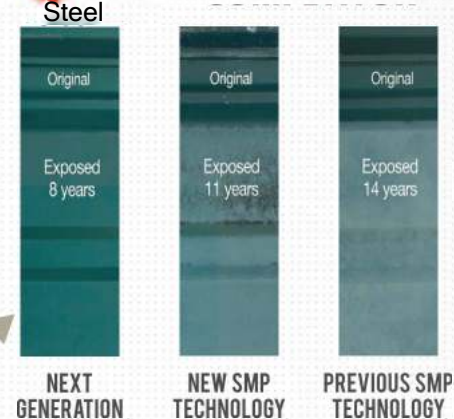 Steel
Original
Exposed
8 years
Original
Exposed
11 years
Original
Exposed
14 years
NEXT
GENERATION
NEW SMP
TECHNOLOGY
PREVIOUS SMP
TECHNOLOGY